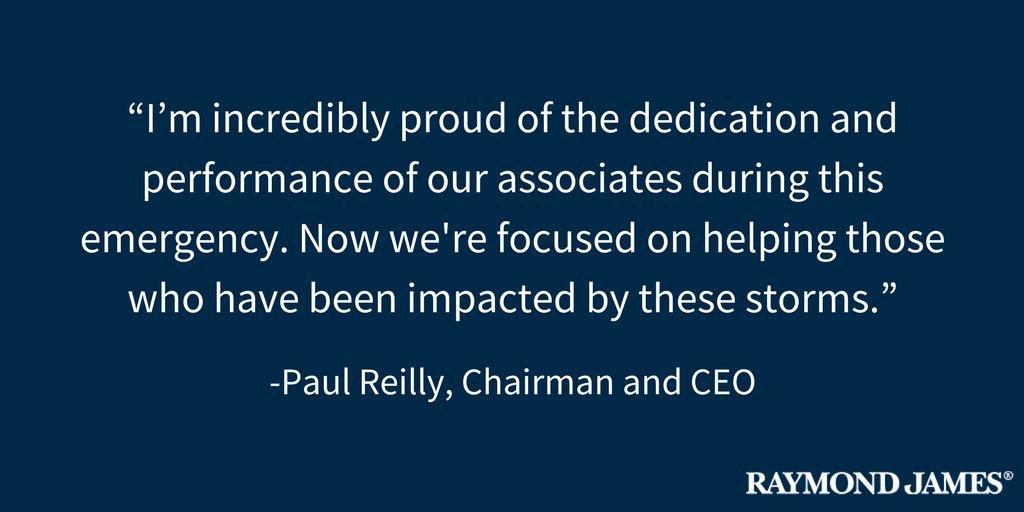 “I’m incredibly proud of the dedication and
performance of our associates during this
emergency. Now we're focused on helping those
who have been impacted by these storms.”
-Paul Reilly, Chairman and CEO
RAYMOND JAMES®